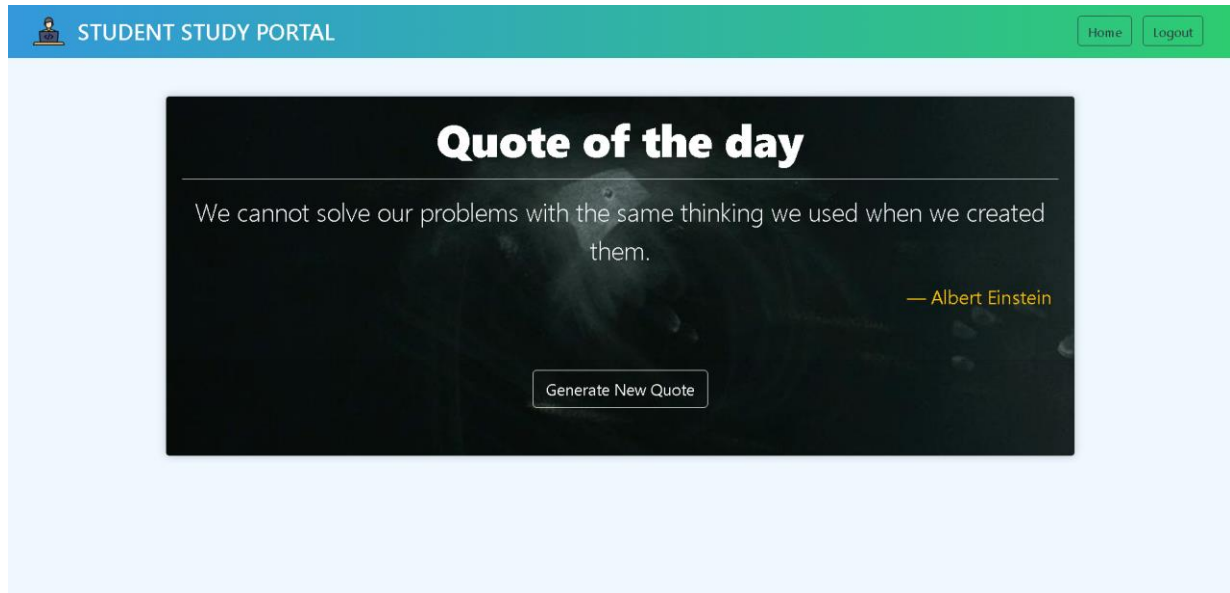 STUDENT STUDY PORTAL
Home
Logout
Quote of the day
We cannot solve our problems with the same thinking we used when we created
them.
— Albert Einstein
Generate New Quote